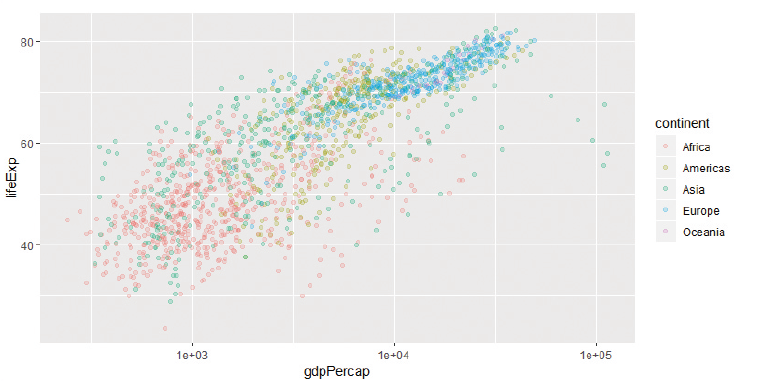 80
60
40
lifeExp
1e+03
1e+04
1e+05
gdpPercap
continent
Africa
Americas
Asia
Europe
Oceania